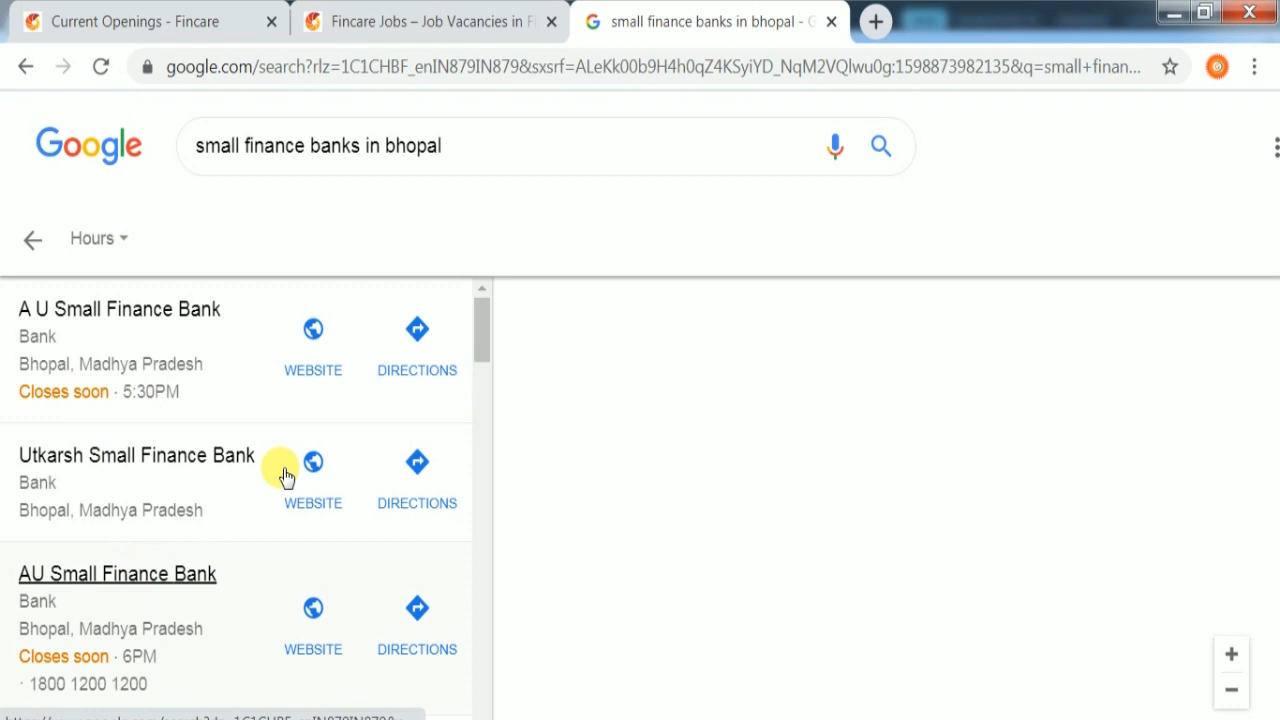 Current Openings - Fincare
Fincare Jobs – Job Vacancies in Fi
small finance banks in bhopal - G
google.com/search?rlz=1C1CHBF_enIN879IN879&sxsrf=ALeKk00b9H4h0qZ4KSyiYD_NqM2VQlwu0g:1598873982135&q=small+finan...
Google
small finance banks in bhopal
Hours
A U Small Finance Bank
Bank
Bhopal, Madhya Pradesh
Closes soon · 5:30PM
WEBSITE
DIRECTIONS
Utkarsh Small Finance Bank
Bank
Bhopal, Madhya Pradesh
WEBSITE
DIRECTIONS
AU Small Finance Bank
Bank
Bhopal, Madhya Pradesh
Closes soon · 6PM
· 1800 1200 1200
WEBSITE
DIRECTIONS